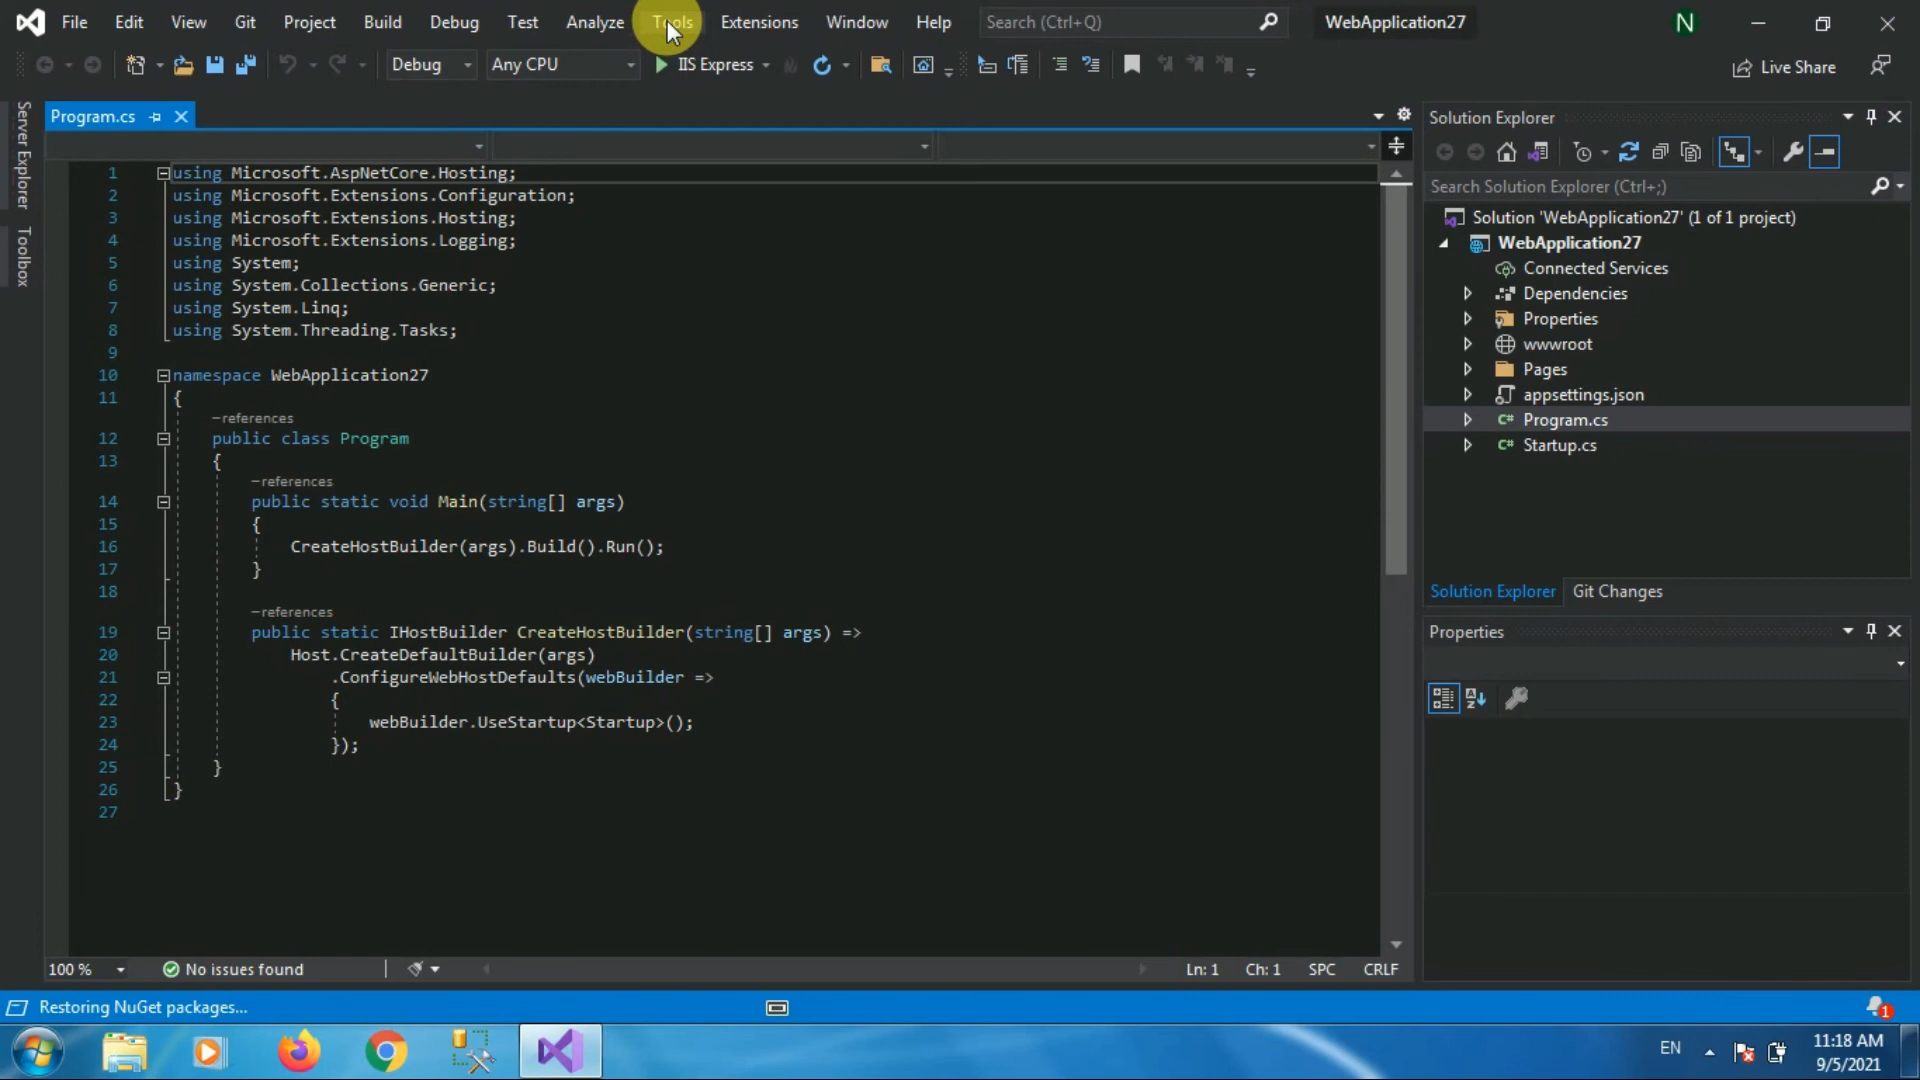 File Edit View Git Project Build Debug Test Analyze Tools Extensions Window Help Search (Ctrl+Q) WebApplication27 N
Debug Any CPU IIS Express Live Share
Server Explorer
Toolbox
Program.cs
1 using Microsoft.AspNetCore.Hosting;
2 using Microsoft.Extensions.Configuration;
3 using Microsoft.Extensions.Hosting;
4 using Microsoft.Extensions.Logging;
5 using System;
6 using System.Collections.Generic;
7 using System.Linq;
8 using System.Threading.Tasks;
9
10 namespace WebApplication27
11 {
–references
12 public class Program
13 {
–references
14 public static void Main(string[] args)
15 {
16 CreateHostBuilder(args).Build().Run();
17 }
18
–references
19 public static IHostBuilder CreateHostBuilder(string[] args) =>
20 Host.CreateDefaultBuilder(args)
21 .ConfigureWebHostDefaults(webBuilder =>
22 {
23 webBuilder.UseStartup<Startup>();
24 });
25 }
26 }
27
100 % No issues found Ln: 1 Ch: 1 SPC CRLF
Solution Explorer
Search Solution Explorer (Ctrl+;)
Solution 'WebApplication27' (1 of 1 project)
WebApplication27
Connected Services
Dependencies
Properties
wwwroot
Pages
appsettings.json
C# Program.cs
C# Startup.cs
Solution Explorer Git Changes
Properties
Restoring NuGet packages... 1
EN 11:18 AM
9/5/2021